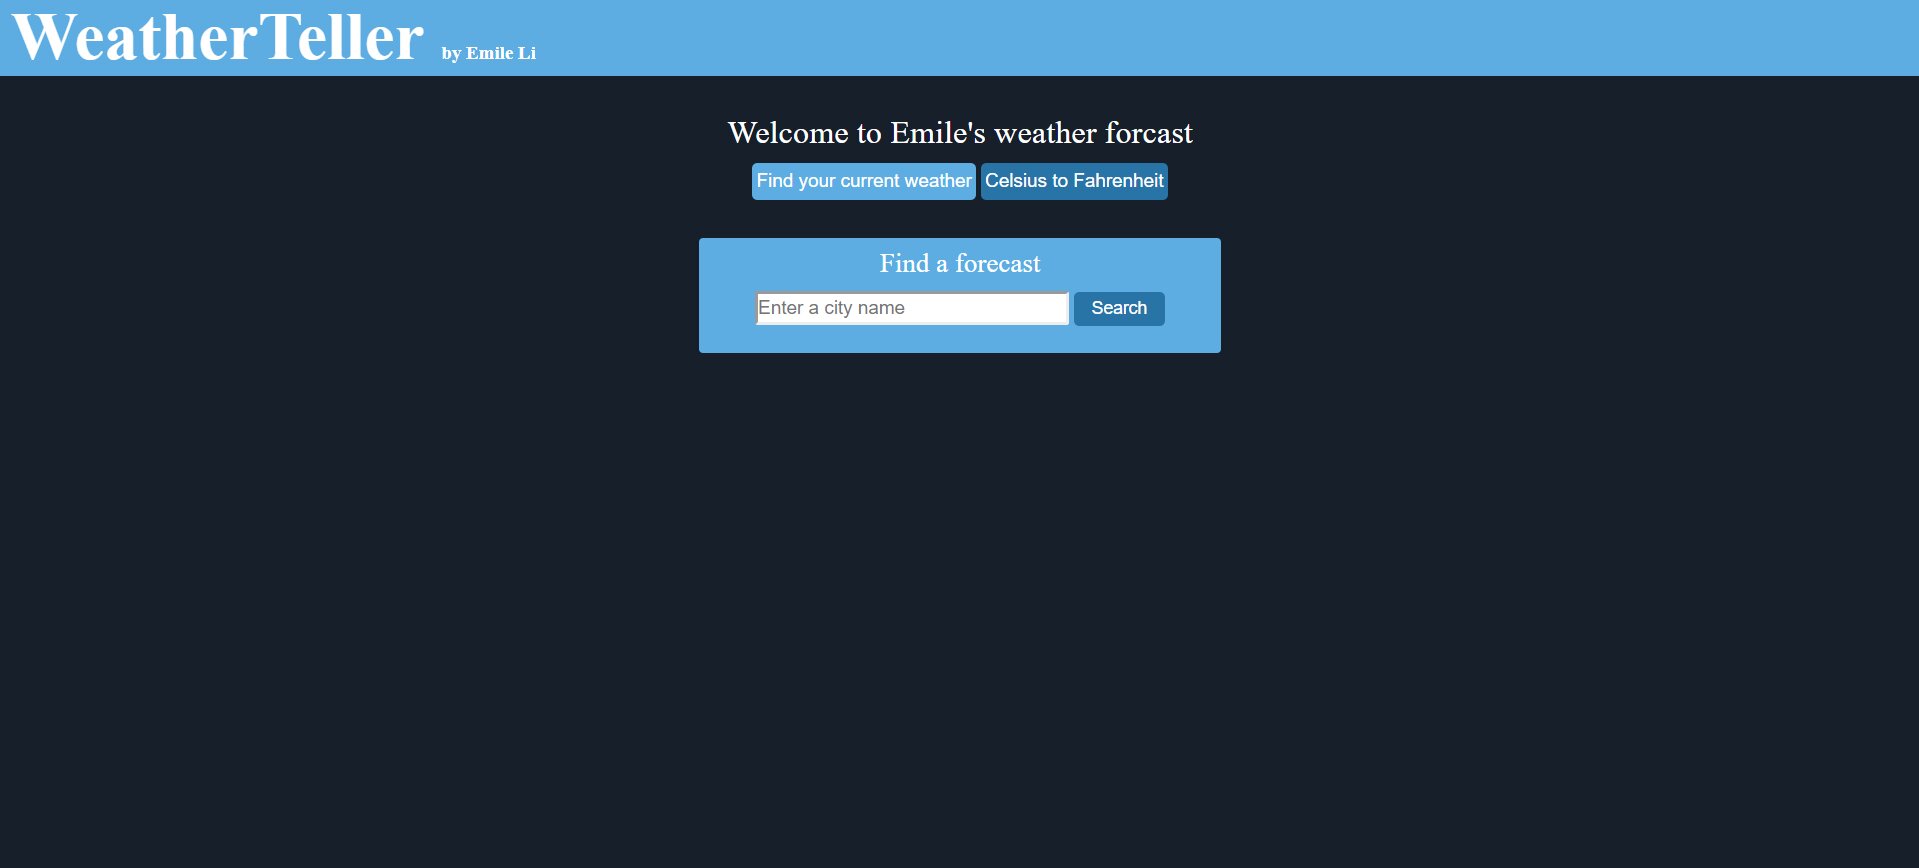 WeatherTeller by Emile Li
Welcome to Emile's weather forcast
Find your current weather Celsius to Fahrenheit
Find a forecast
Enter a city name Search